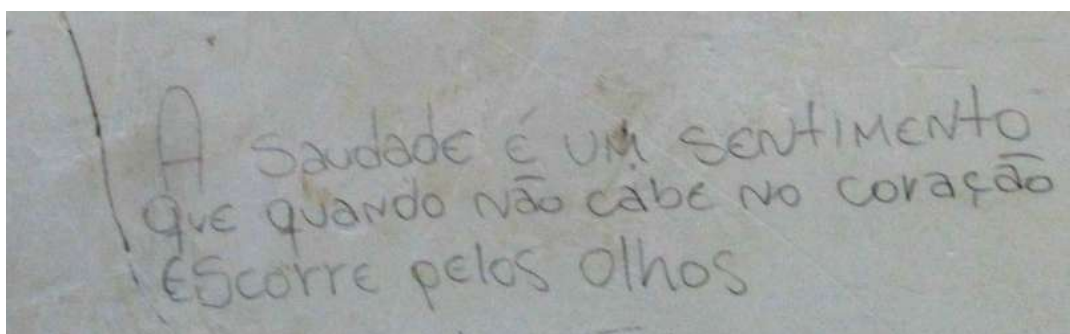 A saudade é um sentimento
que quando não cabe no coração
escorre pelos olhos